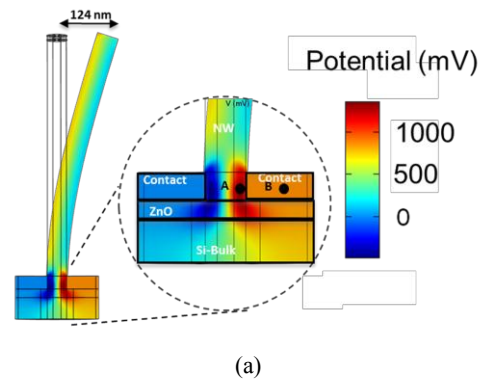 124 nm
Potential (mV)
V (mV)
NW
1000
Contact
A
B
Contact
500
ZnO
0
Si-Bulk
(a)